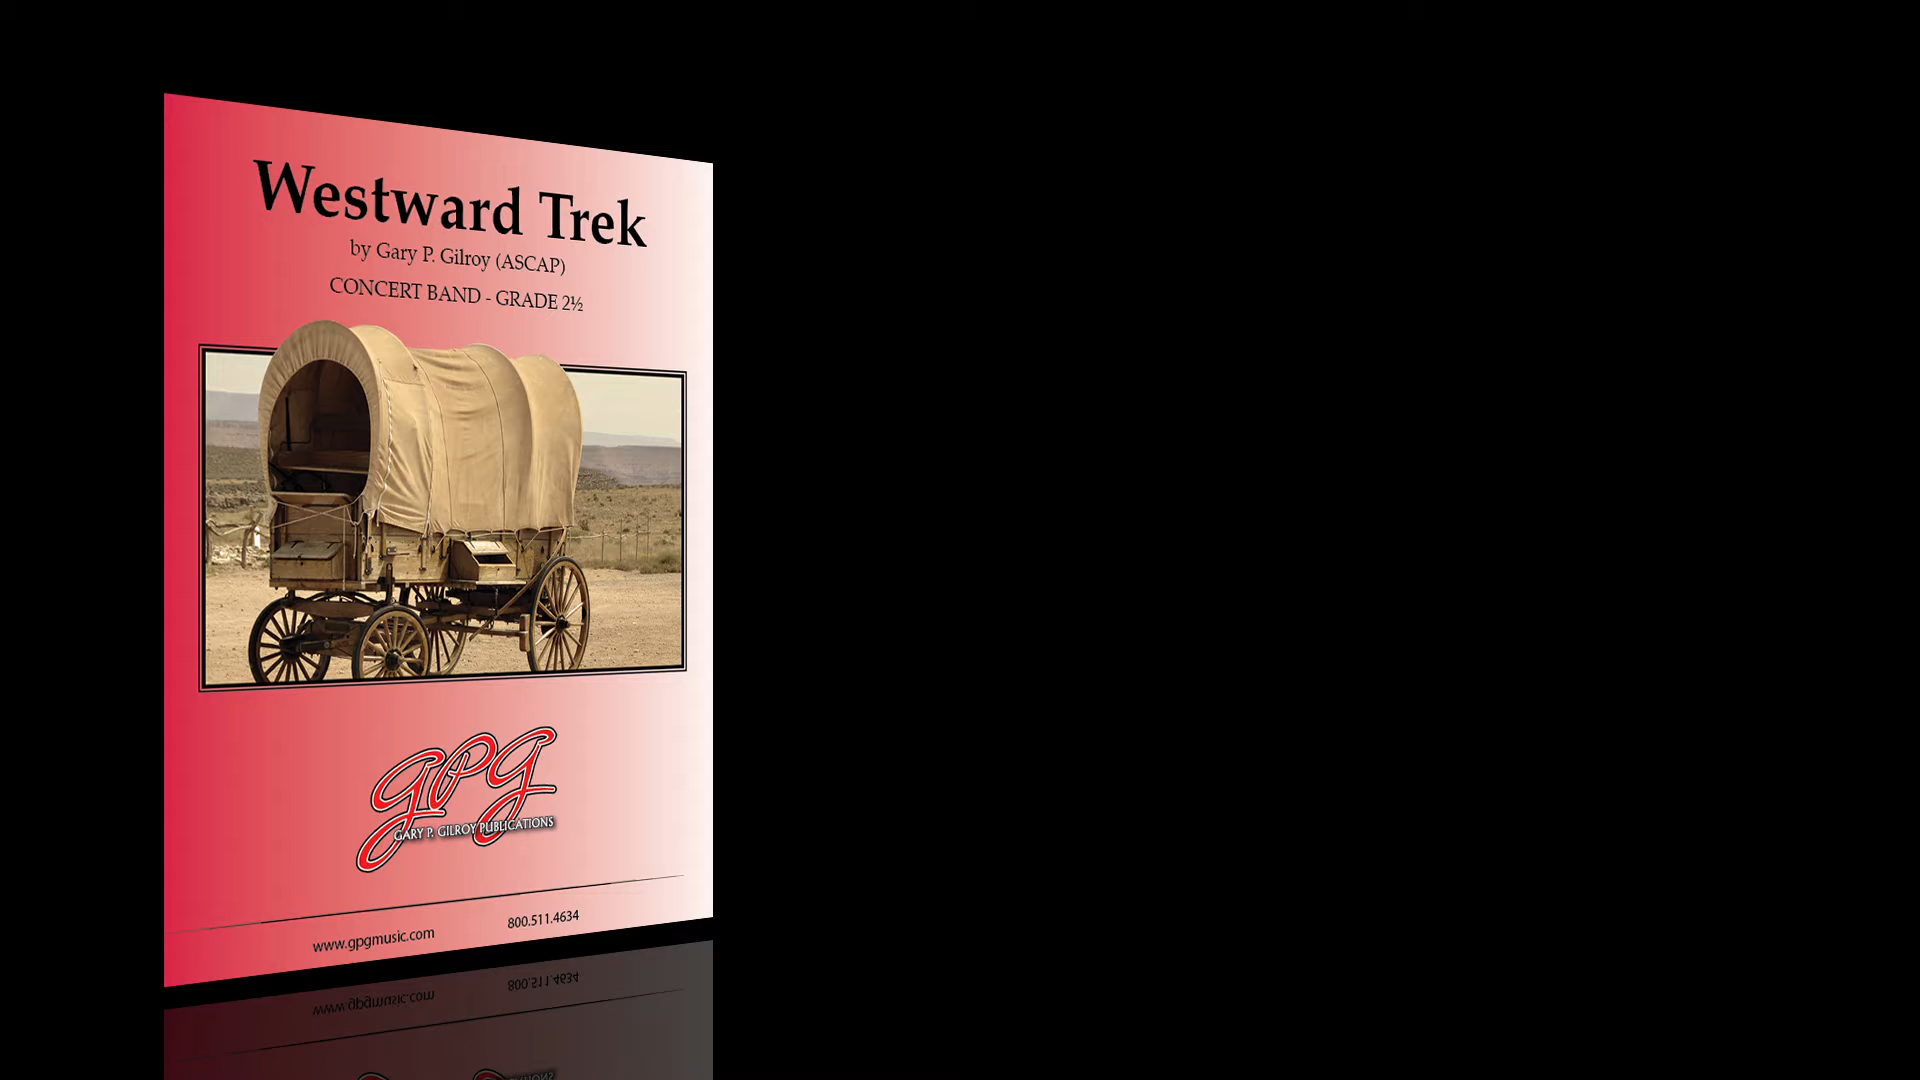 Westward Trek
by Gary P. Gilroy (ASCAP)
CONCERT BAND - GRADE 2½
gpg
GARY P. GILROY PUBLICATIONS
www.gpgmusic.com 800.511.4634